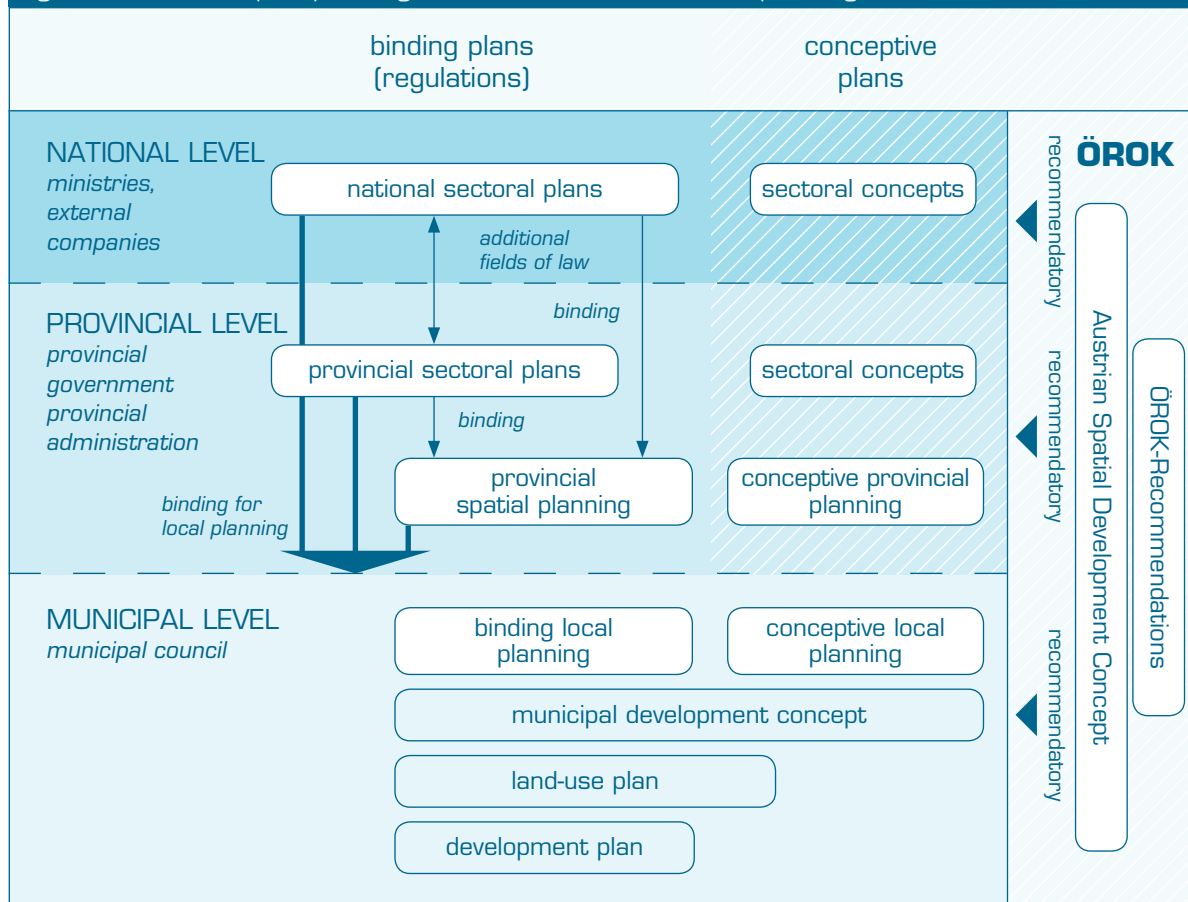 binding plans
(regulations)
conceptive
plans
NATIONAL LEVEL
ministries,
external
companies
national sectoral plans
sectoral concepts
additional
fields of law
binding
PROVINCIAL LEVEL
provincial
government
provincial
administration
provincial sectoral plans
sectoral concepts
binding
provincial
spatial planning
conceptive provincial
planning
binding for
local planning
MUNICIPAL LEVEL
municipal council
binding local
planning
conceptive local
planning
municipal development concept
land-use plan
development plan
ÖROK
recommendatory
recommendatory
recommendatory
Austrian Spatial Development Concept
ÖROK-Recommendations